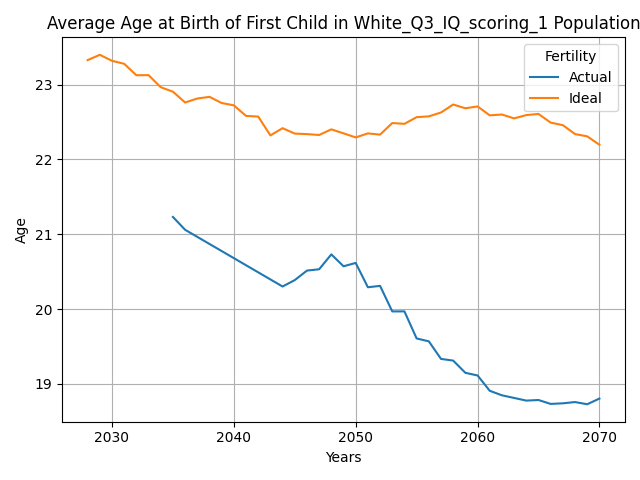 Average Age at Birth of First Child in White_Q3_IQ_scoring_1 Population
Fertility
Actual
Ideal
23
22
21
20
19
Age
2030 2040 2050 2060 2070
Years